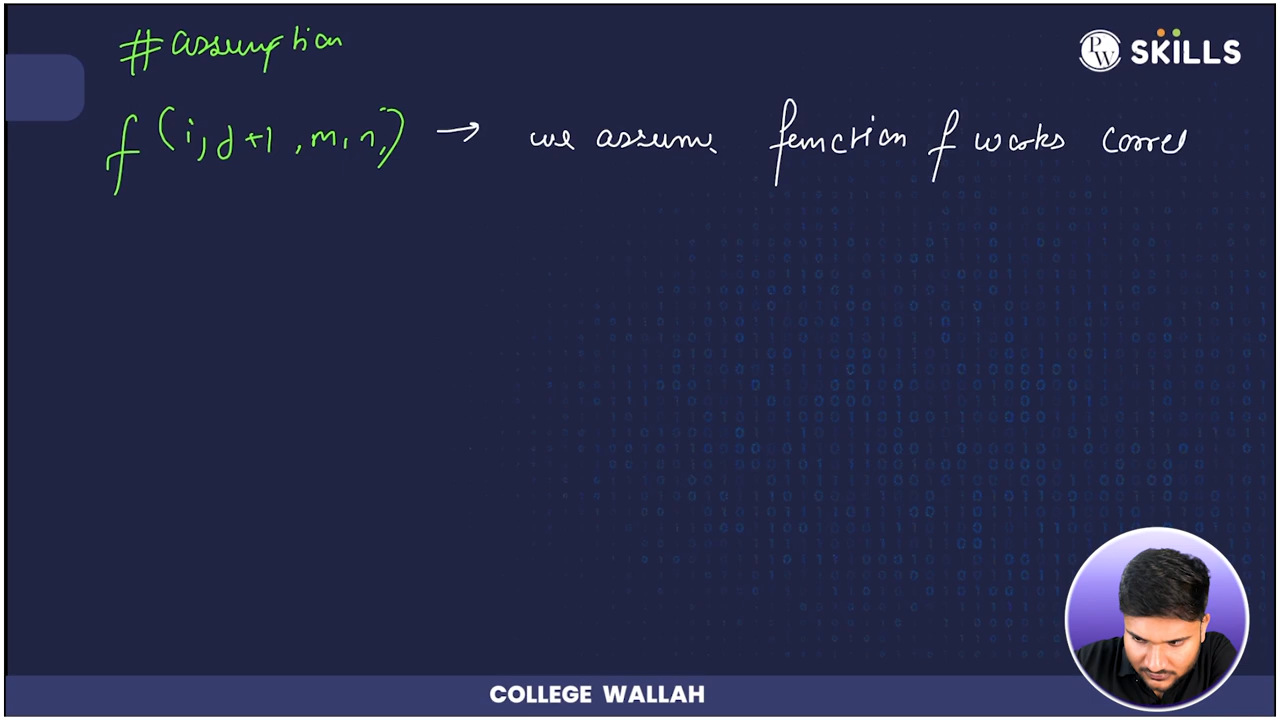 # assumption
PW SKILLS
f (i, j+1, m, n,) → we assume function f works corre
COLLEGE WALLAH